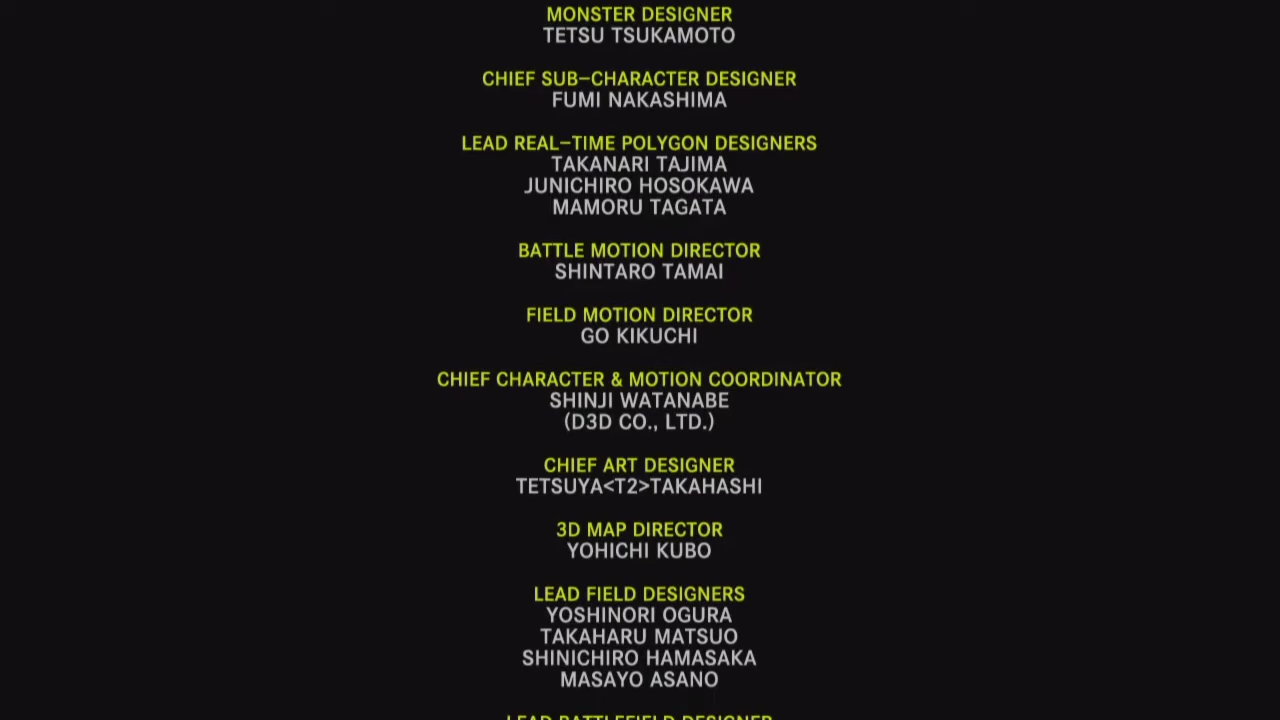 MONSTER DESIGNER
TETSU TSUKAMOTO
CHIEF SUB-CHARACTER DESIGNER
FUMI NAKASHIMA
LEAD REAL-TIME POLYGON DESIGNERS
TAKANARI TAJIMA
JUNICHIRO HOSOKAWA
MAMORU TAGATA
BATTLE MOTION DIRECTOR
SHINTARO TAMAI
FIELD MOTION DIRECTOR
GO KIKUCHI
CHIEF CHARACTER & MOTION COORDINATOR
SHINJI WATANABE
(D3D CO., LTD.)
CHIEF ART DESIGNER
TETSUYA<T2>TAKAHASHI
3D MAP DIRECTOR
YOHICHI KUBO
LEAD FIELD DESIGNERS
YOSHINORI OGURA
TAKAHARU MATSUO
SHINICHIRO HAMASAKA
MASAYO ASANO
LEAD BATTLEFIELD DESIGNER